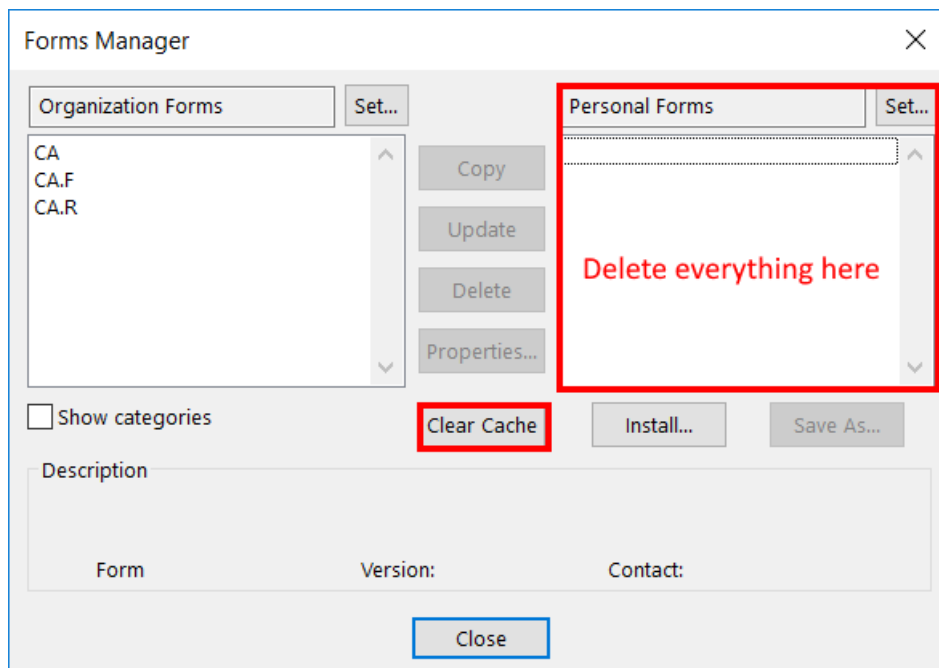 Forms Manager
Organization Forms
Set...
Personal Forms
Set...
CA
CA.F
CA.R
Copy
Update
Delete
Properties...
Delete everything here
Show categories
Clear Cache
Install...
Save As...
Description
Form
Version:
Contact:
Close